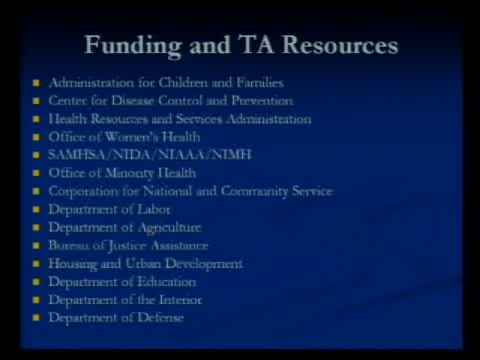 Funding and TA Resources
Administration for Children and Families
Center for Disease Control and Prevention
Health Resources and Services Administration
Office of Women's Health
SAMHSA/NIDA/NIAAA/NIMH
Office of Minority Health
Corporation for National and Community Service
Department of Labor
Department of Agriculture
Bureau of Justice Assistance
Housing and Urban Development
Department of Education
Department of the Interior
Department of Defense